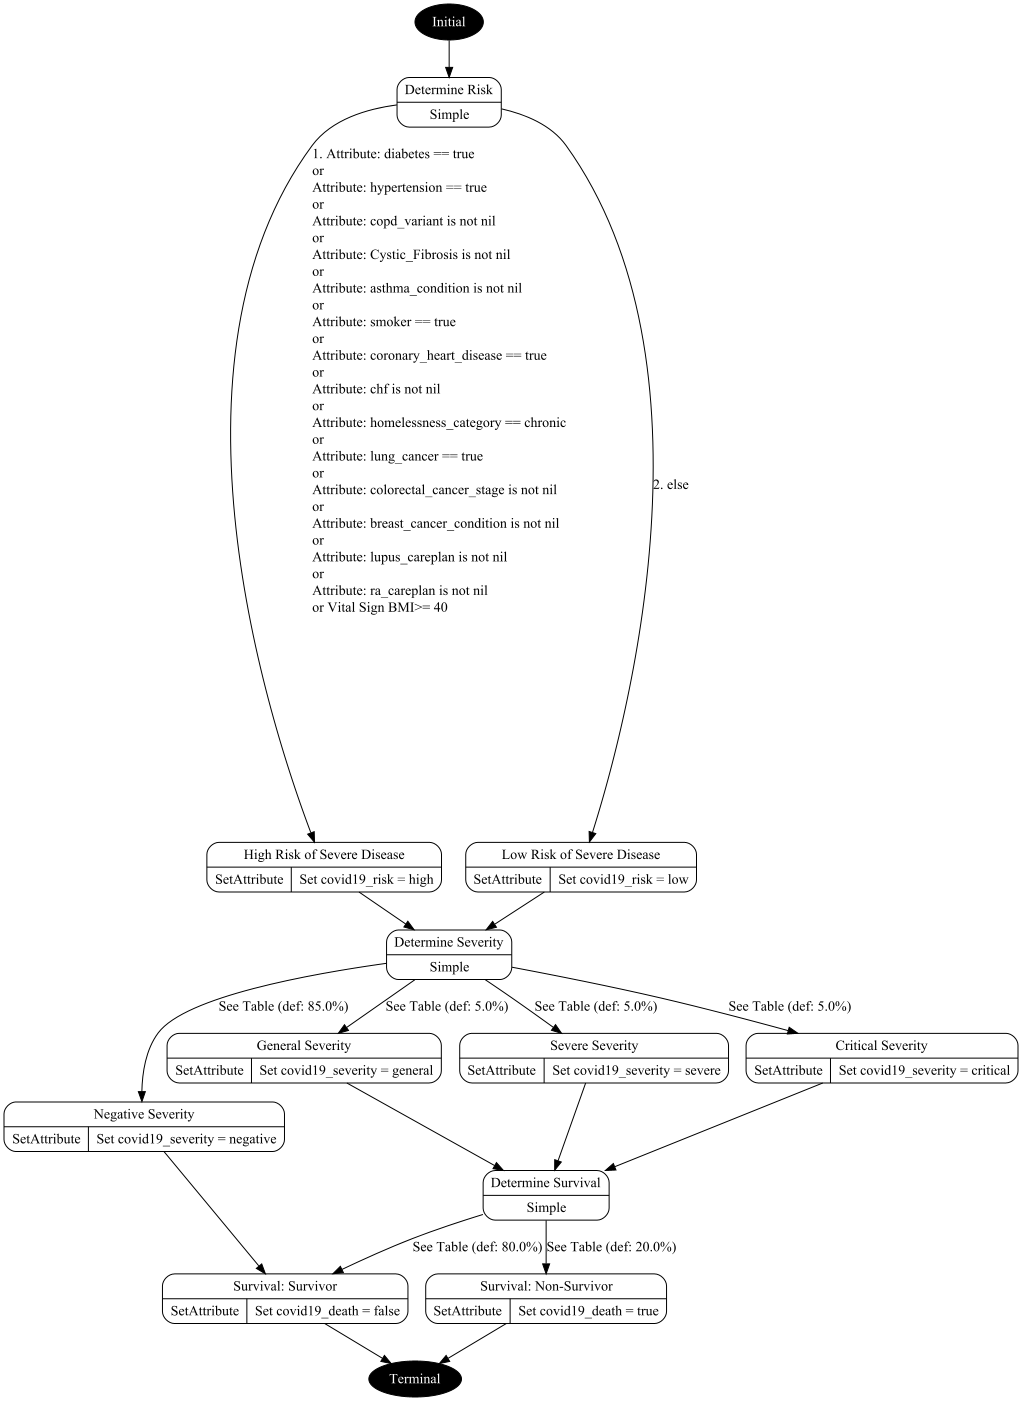 Initial
Determine Risk
Simple
1. Attribute: diabetes == true
or
Attribute: hypertension == true
or
Attribute: copd_variant is not nil
or
Attribute: Cystic_Fibrosis is not nil
or
Attribute: asthma_condition is not nil
or
Attribute: smoker == true
or
Attribute: coronary_heart_disease == true
or
Attribute: chf is not nil
or
Attribute: homelessness_category == chronic
or
Attribute: lung_cancer == true
or
Attribute: colorectal_cancer_stage is not nil
or
Attribute: breast_cancer_condition is not nil
or
Attribute: lupus_careplan is not nil
or
Attribute: ra_careplan is not nil
or Vital Sign BMI>= 40
2. else
High Risk of Severe Disease
SetAttribute Set covid19_risk = high
Low Risk of Severe Disease
SetAttribute Set covid19_risk = low
Determine Severity
Simple
See Table (def: 85.0%)
See Table (def: 5.0%)
See Table (def: 5.0%)
See Table (def: 5.0%)
General Severity
SetAttribute Set covid19_severity = general
Severe Severity
SetAttribute Set covid19_severity = severe
Critical Severity
SetAttribute Set covid19_severity = critical
Negative Severity
SetAttribute Set covid19_severity = negative
Determine Survival
Simple
See Table (def: 80.0%)
See Table (def: 20.0%)
Survival: Survivor
SetAttribute Set covid19_death = false
Survival: Non-Survivor
SetAttribute Set covid19_death = true
Terminal